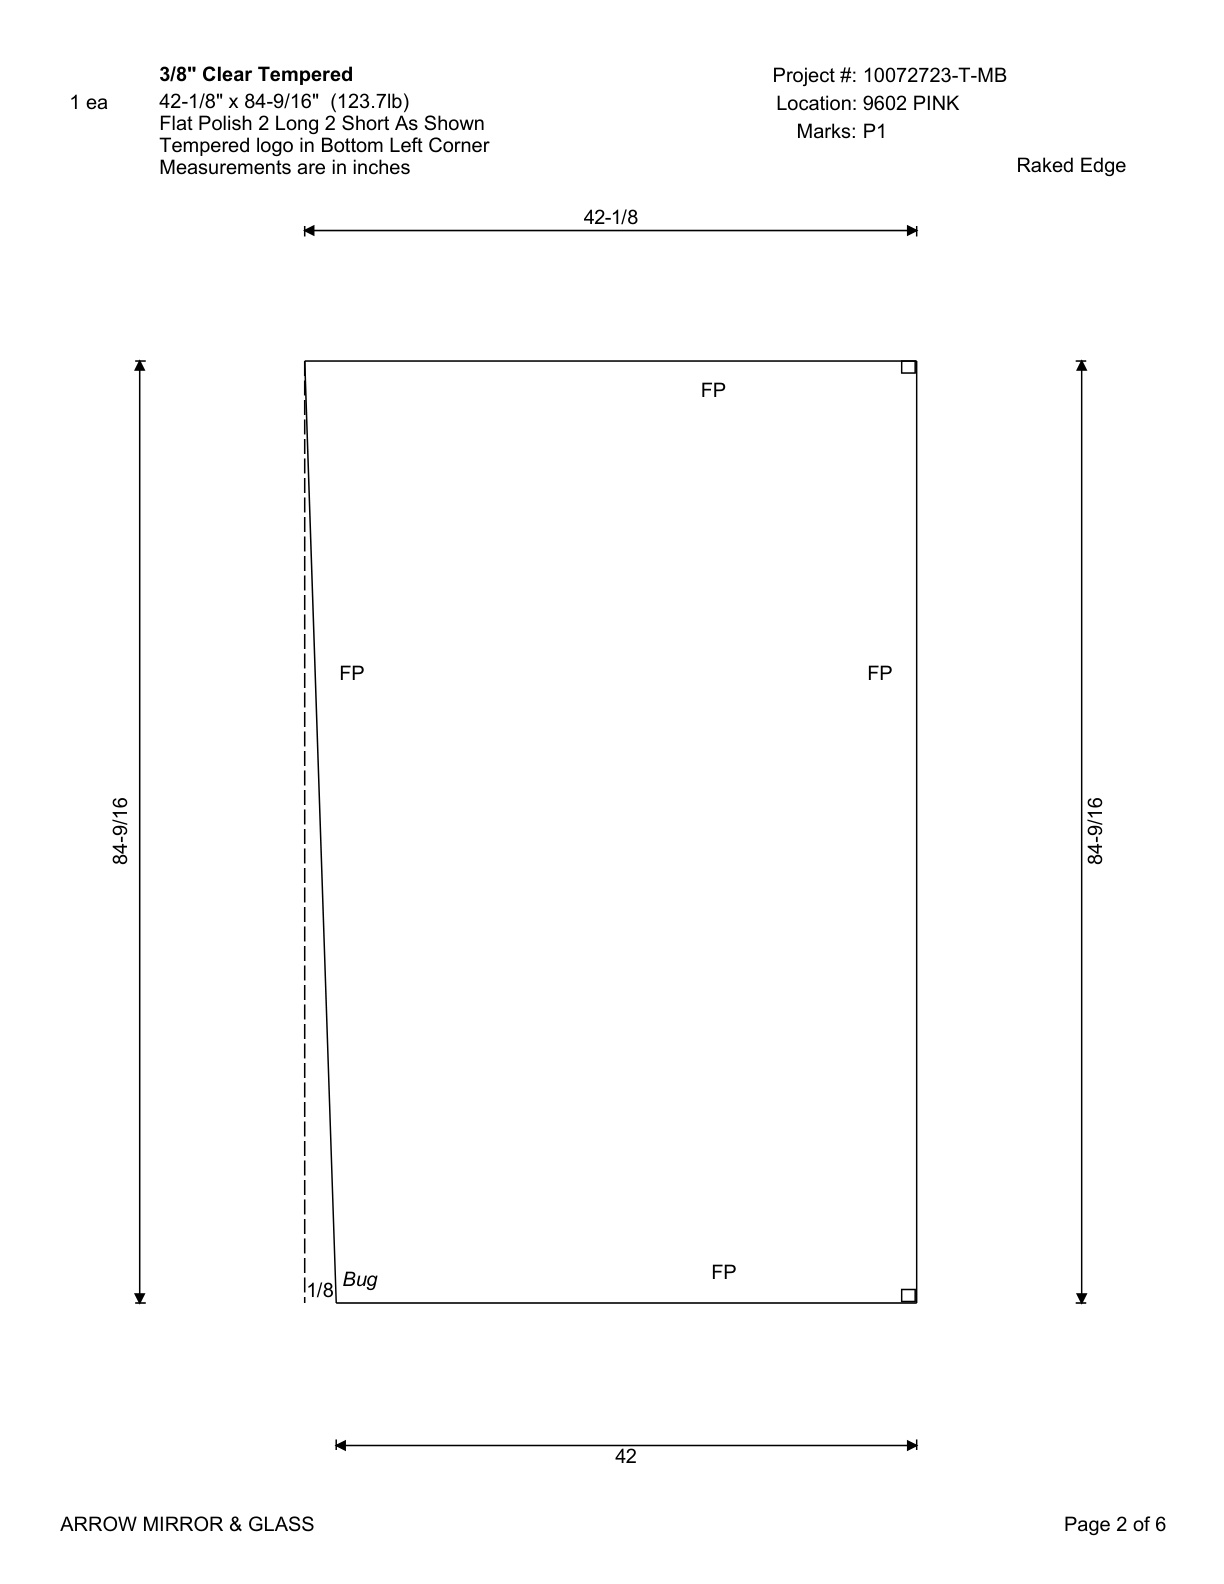 3/8" Clear Tempered
1 ea
42-1/8" x 84-9/16" (123.7lb)
Flat Polish 2 Long 2 Short As Shown
Tempered logo in Bottom Left Corner
Measurements are in inches
Project #: 10072723-T-MB
Location: 9602 PINK
Marks: P1
Raked Edge
42-1/8
FP
FP
FP
84-9/16
84-9/16
FP
Bug
1/8
42
ARROW MIRROR & GLASS
Page 2 of 6